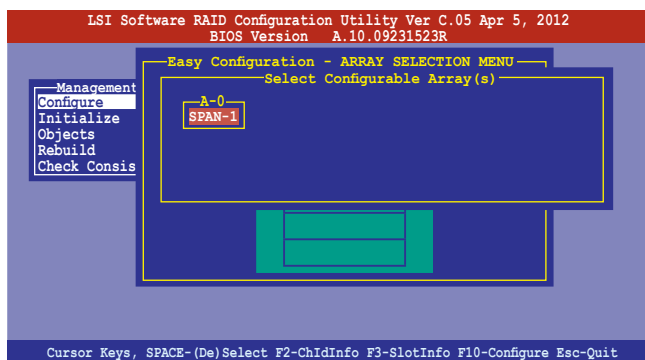 LSI Software RAID Configuration Utility Ver C.05 Apr 5, 2012
BIOS Version A.10.09231523R
Easy Configuration - ARRAY SELECTION MENU
Select Configurable Array(s)
Management
Configure
Initialize
Objects
Rebuild
Check Consis
A-0
SPAN-1
Cursor Keys, SPACE-(De)Select F2-ChIdInfo F3-SlotInfo F10-Configure Esc-Quit